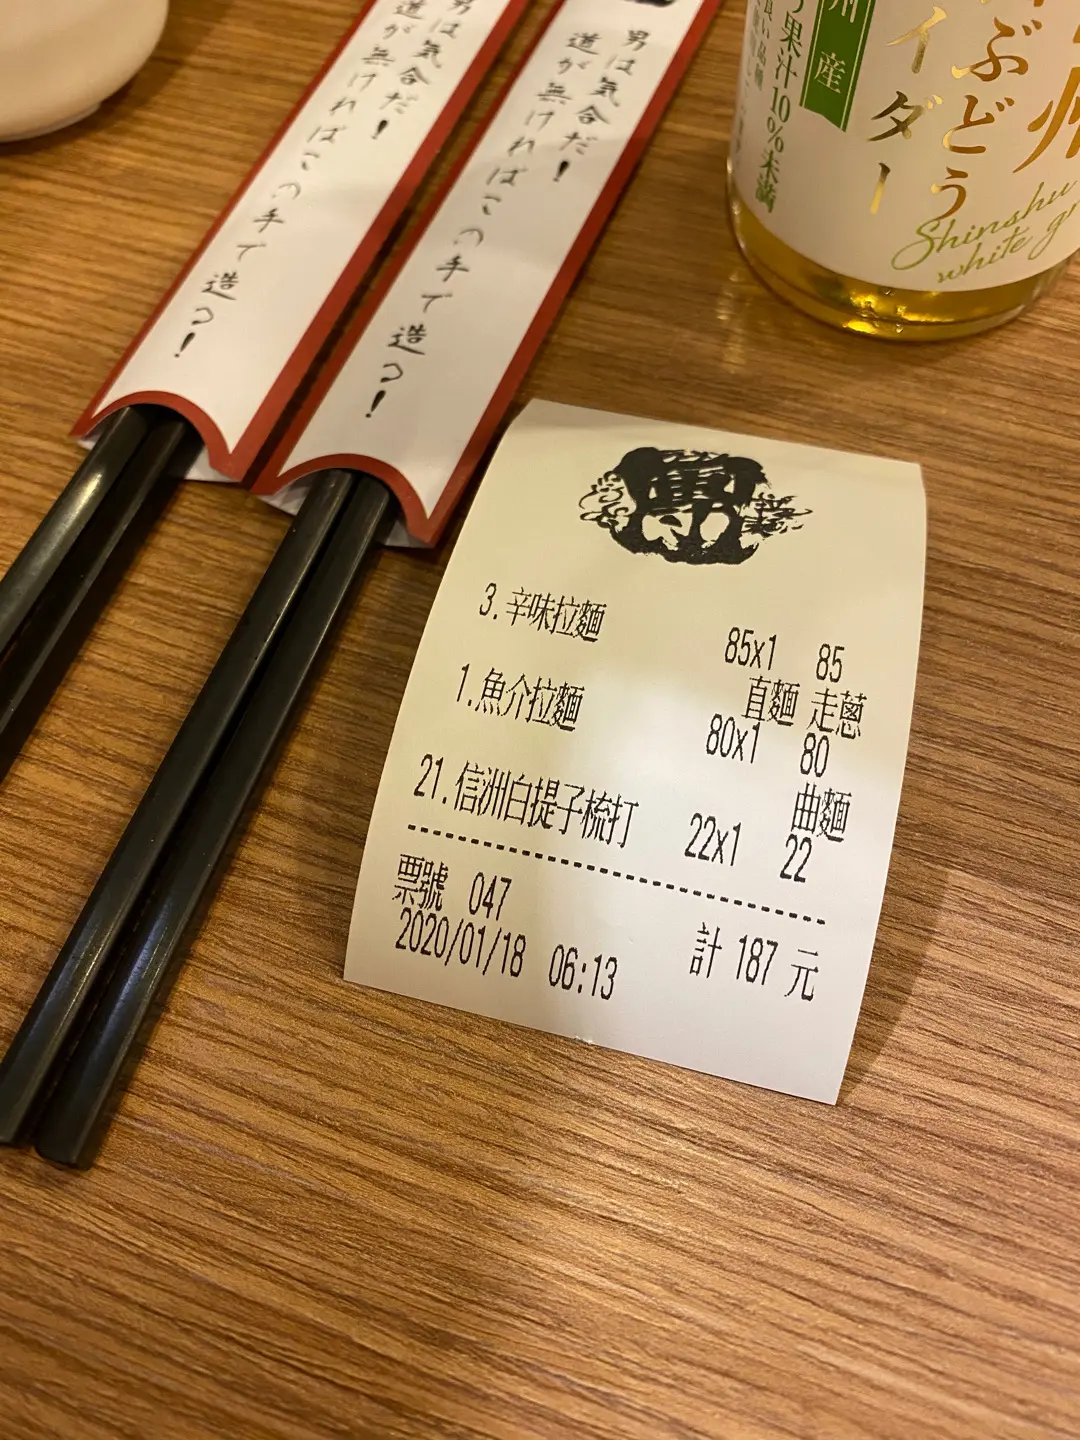 男は気合だ!
道が無ければこの手で造る!
男は気合だ!
道が無ければこの手で造る!
産
果汁10%未満
ぶどう
イダー
Shinshu
white
3.辛味拉麵 85x1 85
直麵 走蔥
1.魚介拉麵 80x1 80
曲麵
21.信洲白提子梳打 22x1 22
票號 047
計 187 元
2020/01/18 06:13